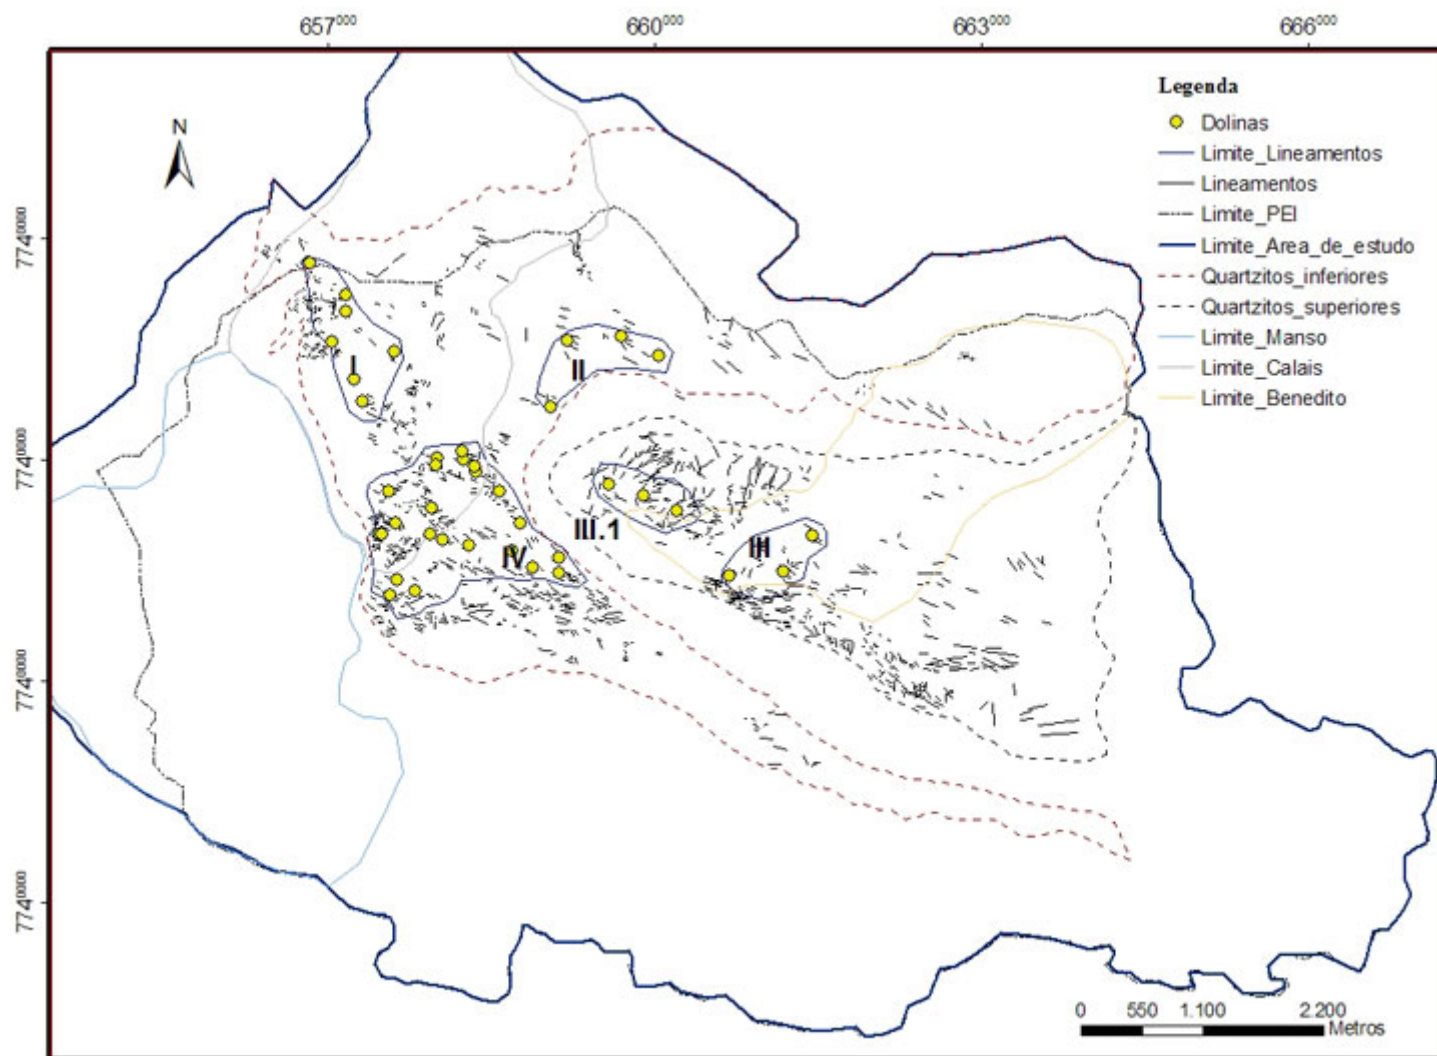 657000 660000 663000 666000
Legenda
N
Dolinas
Limite_Lineamentos
Lineamentos
Limite_PEI
7740000
Limite_Area_de_estudo
Quartzitos_inferiores
Quartzitos_superiores
Limite_Manso
I
II
Limite_Calais
Limite_Benedito
7740000
III.1
III
IV
7740000
7740000
0 550 1.100 2.200
Metros